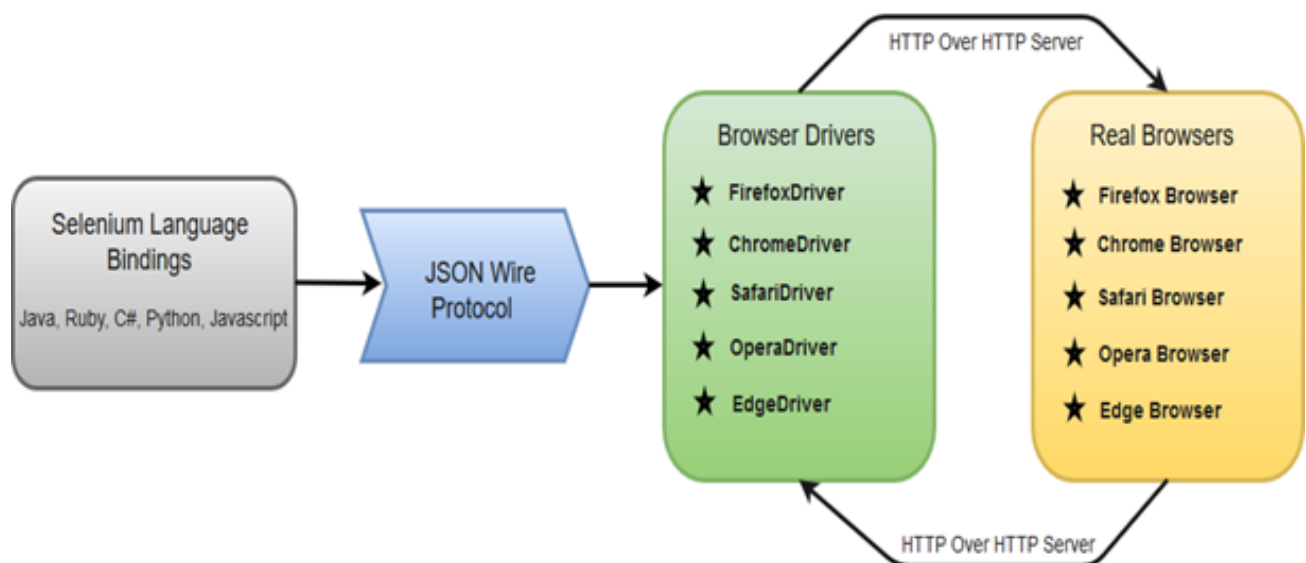 HTTP Over HTTP Server
Selenium Language
Bindings
Java, Ruby, C#, Python, Javascript
JSON Wire
Protocol
Browser Drivers
FirefoxDriver
ChromeDriver
SafariDriver
OperaDriver
EdgeDriver
Real Browsers
Firefox Browser
Chrome Browser
Safari Browser
Opera Browser
Edge Browser
HTTP Over HTTP Server